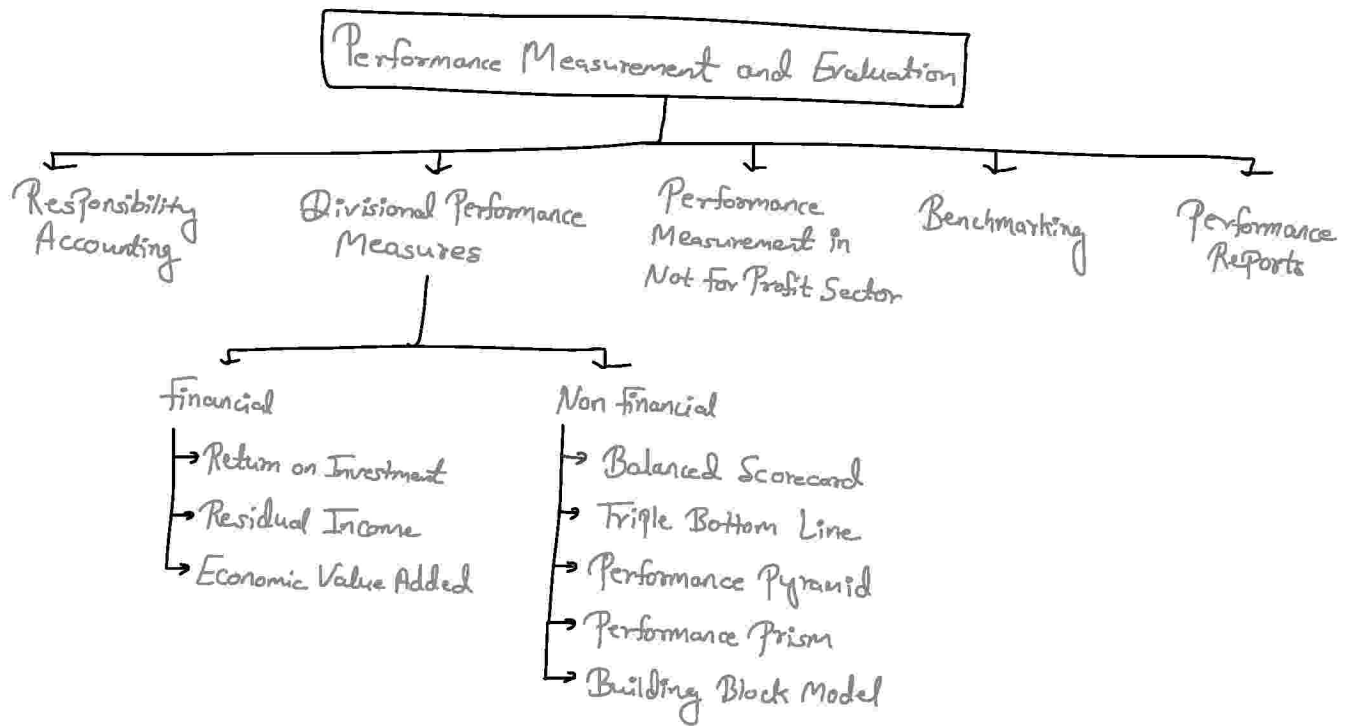 Performance Measurement and Evaluation
Responsibility
Accounting
Divisional Performance
Measures
Performance
Measurement in
Not for Profit Sector
Benchmarking
Performance
Reports
Financial
Return on Investment
Residual Income
Economic Value Added
Non financial
Balanced Scorecard
Triple Bottom Line
Performance Pyramid
Performance Prism
Building Block Model